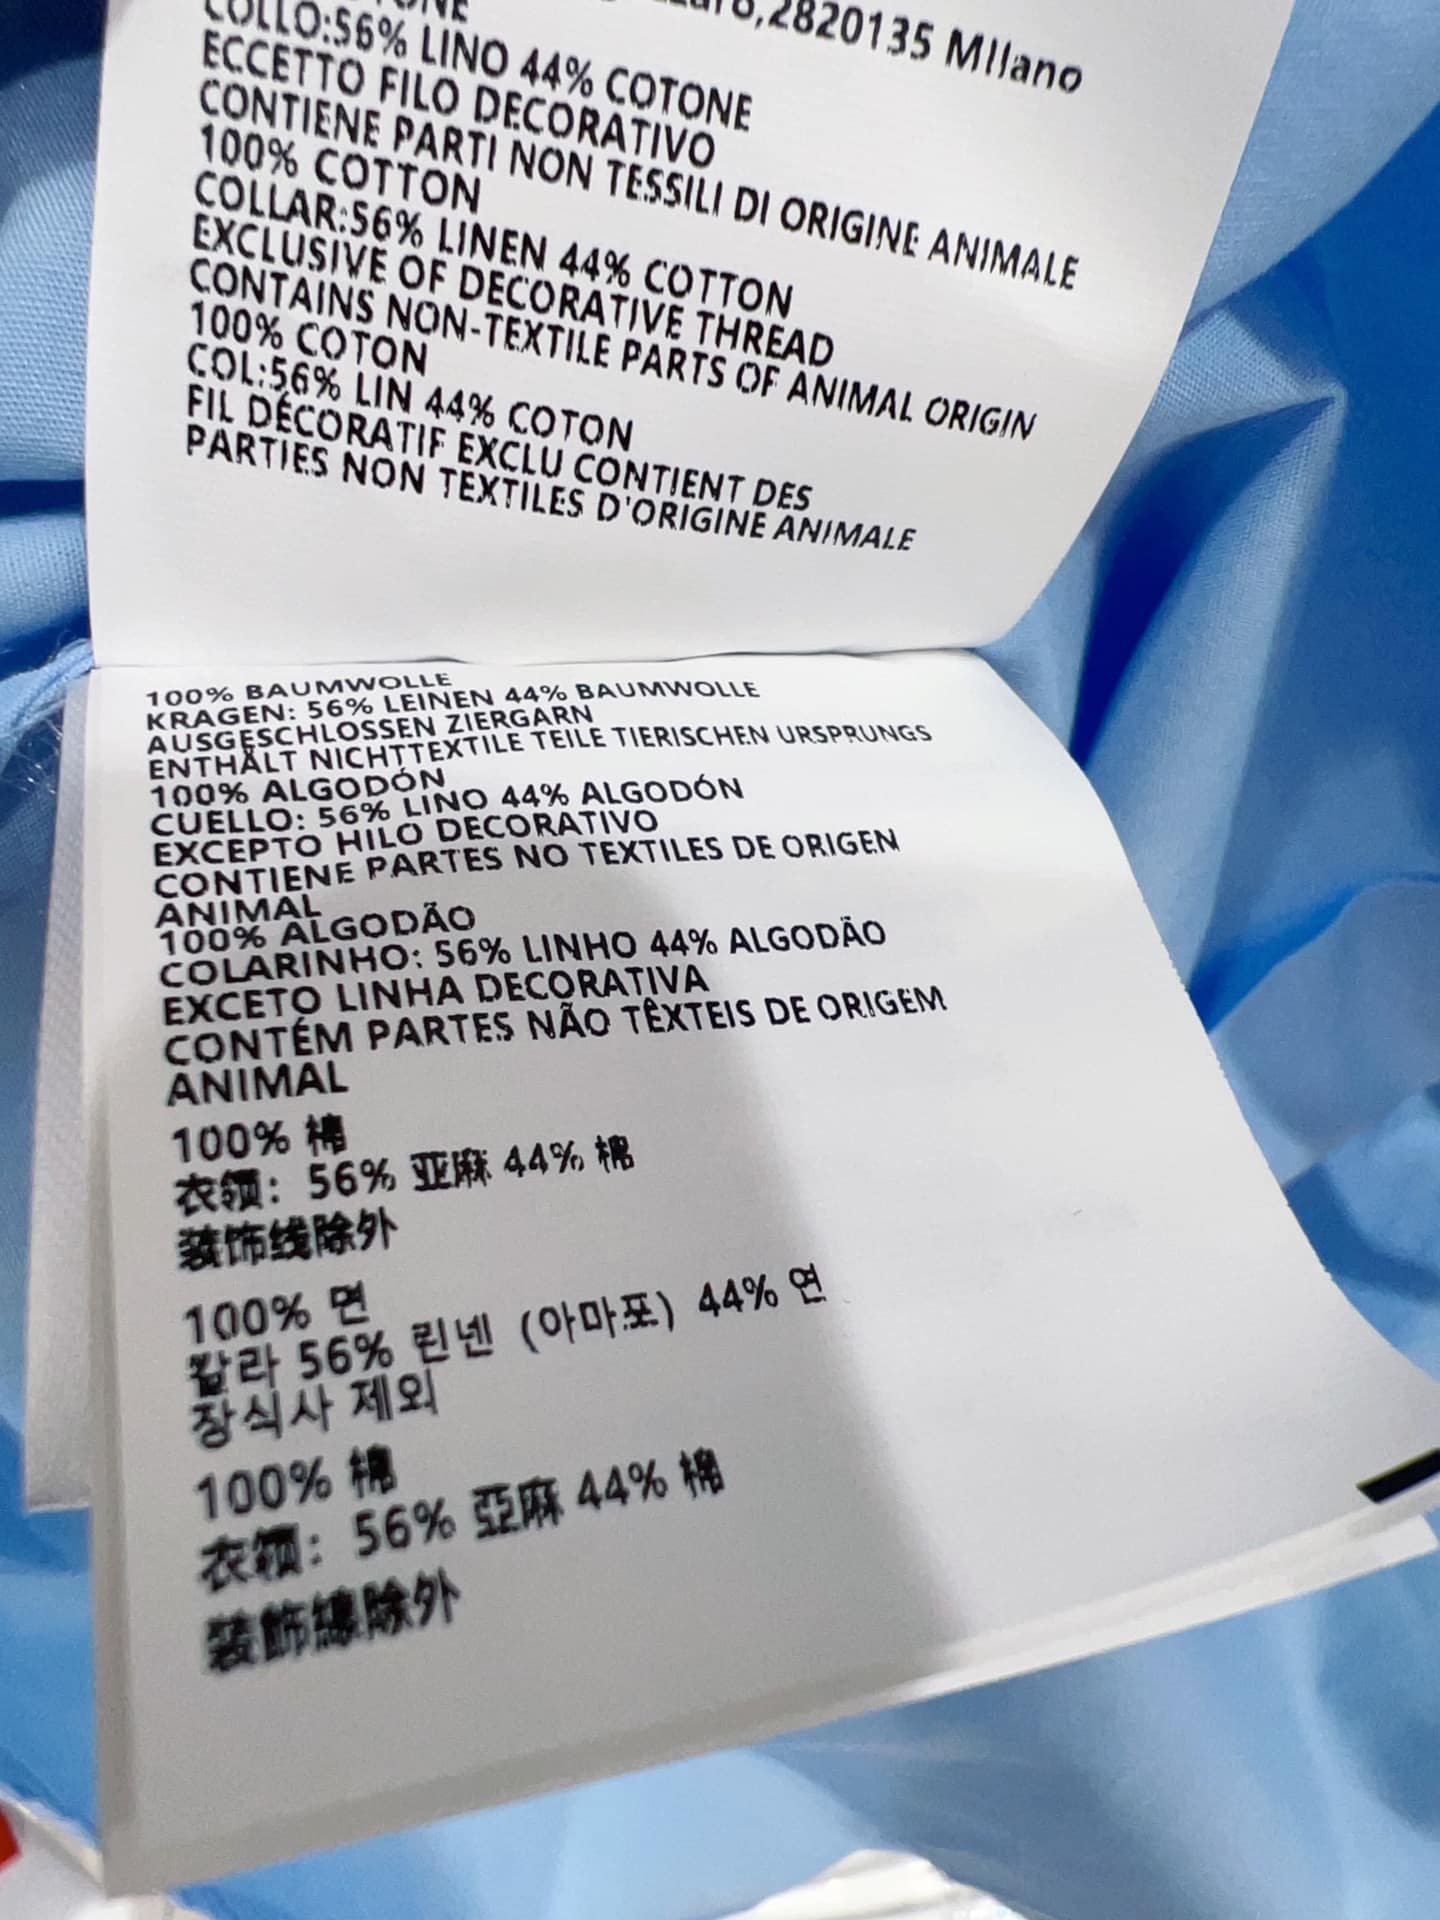 ,2820135 MIlano
COLLO:56% LINO 44% COTONE
ECCETTO FILO DECORATIVO
CONTIENE PARTI NON TESSILI DI ORIGINE ANIMALE
100% COTTON
COLLAR:56% LINEN 44% COTTON
EXCLUSIVE OF DECORATIVE THREAD
CONTAINS NON-TEXTILE PARTS OF ANIMAL ORIGIN
100% COTON
COL:56% LIN 44% COTON
FIL DÉCORATIF EXCLU CONTIENT DES
PARTIES NON TEXTILES D'ORIGINE ANIMALE
100% BAUMWOLLE
KRAGEN: 56% LEINEN 44% BAUMWOLLE
AUSGESCHLOSSEN ZIERGARN
ENTHÄLT NICHTTEXTILE TEILE TIERISCHEN URSPRUNGS
100% ALGODÓN
CUELLO: 56% LINO 44% ALGODÓN
EXCEPTO HILO DECORATIVO
CONTIENE PARTES NO TEXTILES DE ORIGEN
ANIMAL
100% ALGODÃO
COLARINHO: 56% LINHO 44% ALGODÃO
EXCETO LINHA DECORATIVA
CONTÉM PARTES NÃO TÊXTEIS DE ORIGEM
ANIMAL
100% 棉
衣领: 56% 亚麻 44% 棉
装饰线除外
100% 면
칼라 56% 린넨 (아마포) 44% 면
장식사 제외
100% 棉
衣領: 56% 亞麻 44% 棉
装飾線除外